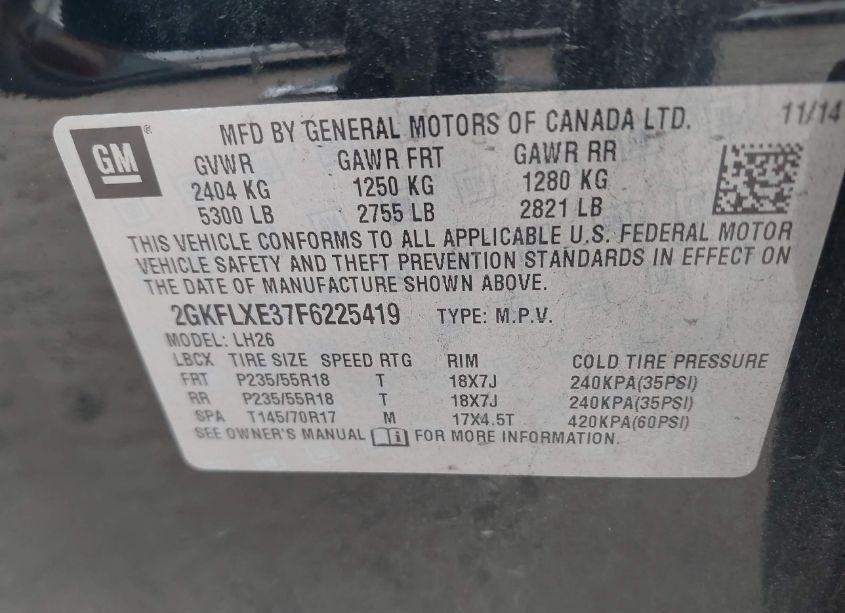 MFD BY GENERAL MOTORS OF CANADA LTD. 11/14
GM®
GVWR GAWR FRT GAWR RR
2404 KG 1250 KG 1280 KG
5300 LB 2755 LB 2821 LB
THIS VEHICLE CONFORMS TO ALL APPLICABLE U.S. FEDERAL MOTOR
VEHICLE SAFETY AND THEFT PREVENTION STANDARDS IN EFFECT ON
THE DATE OF MANUFACTURE SHOWN ABOVE.
2GKFLXE37F6225419 TYPE: M.P.V.
MODEL: LH26
LBCX TIRE SIZE SPEED RTG RIM COLD TIRE PRESSURE
FRT P235/55R18 T 18X7J 240KPA(35PSI)
RR P235/55R18 T 18X7J 240KPA(35PSI)
SPA T145/70R17 M 17X4.5T 420KPA(60PSI)
SEE OWNER'S MANUAL FOR MORE INFORMATION.